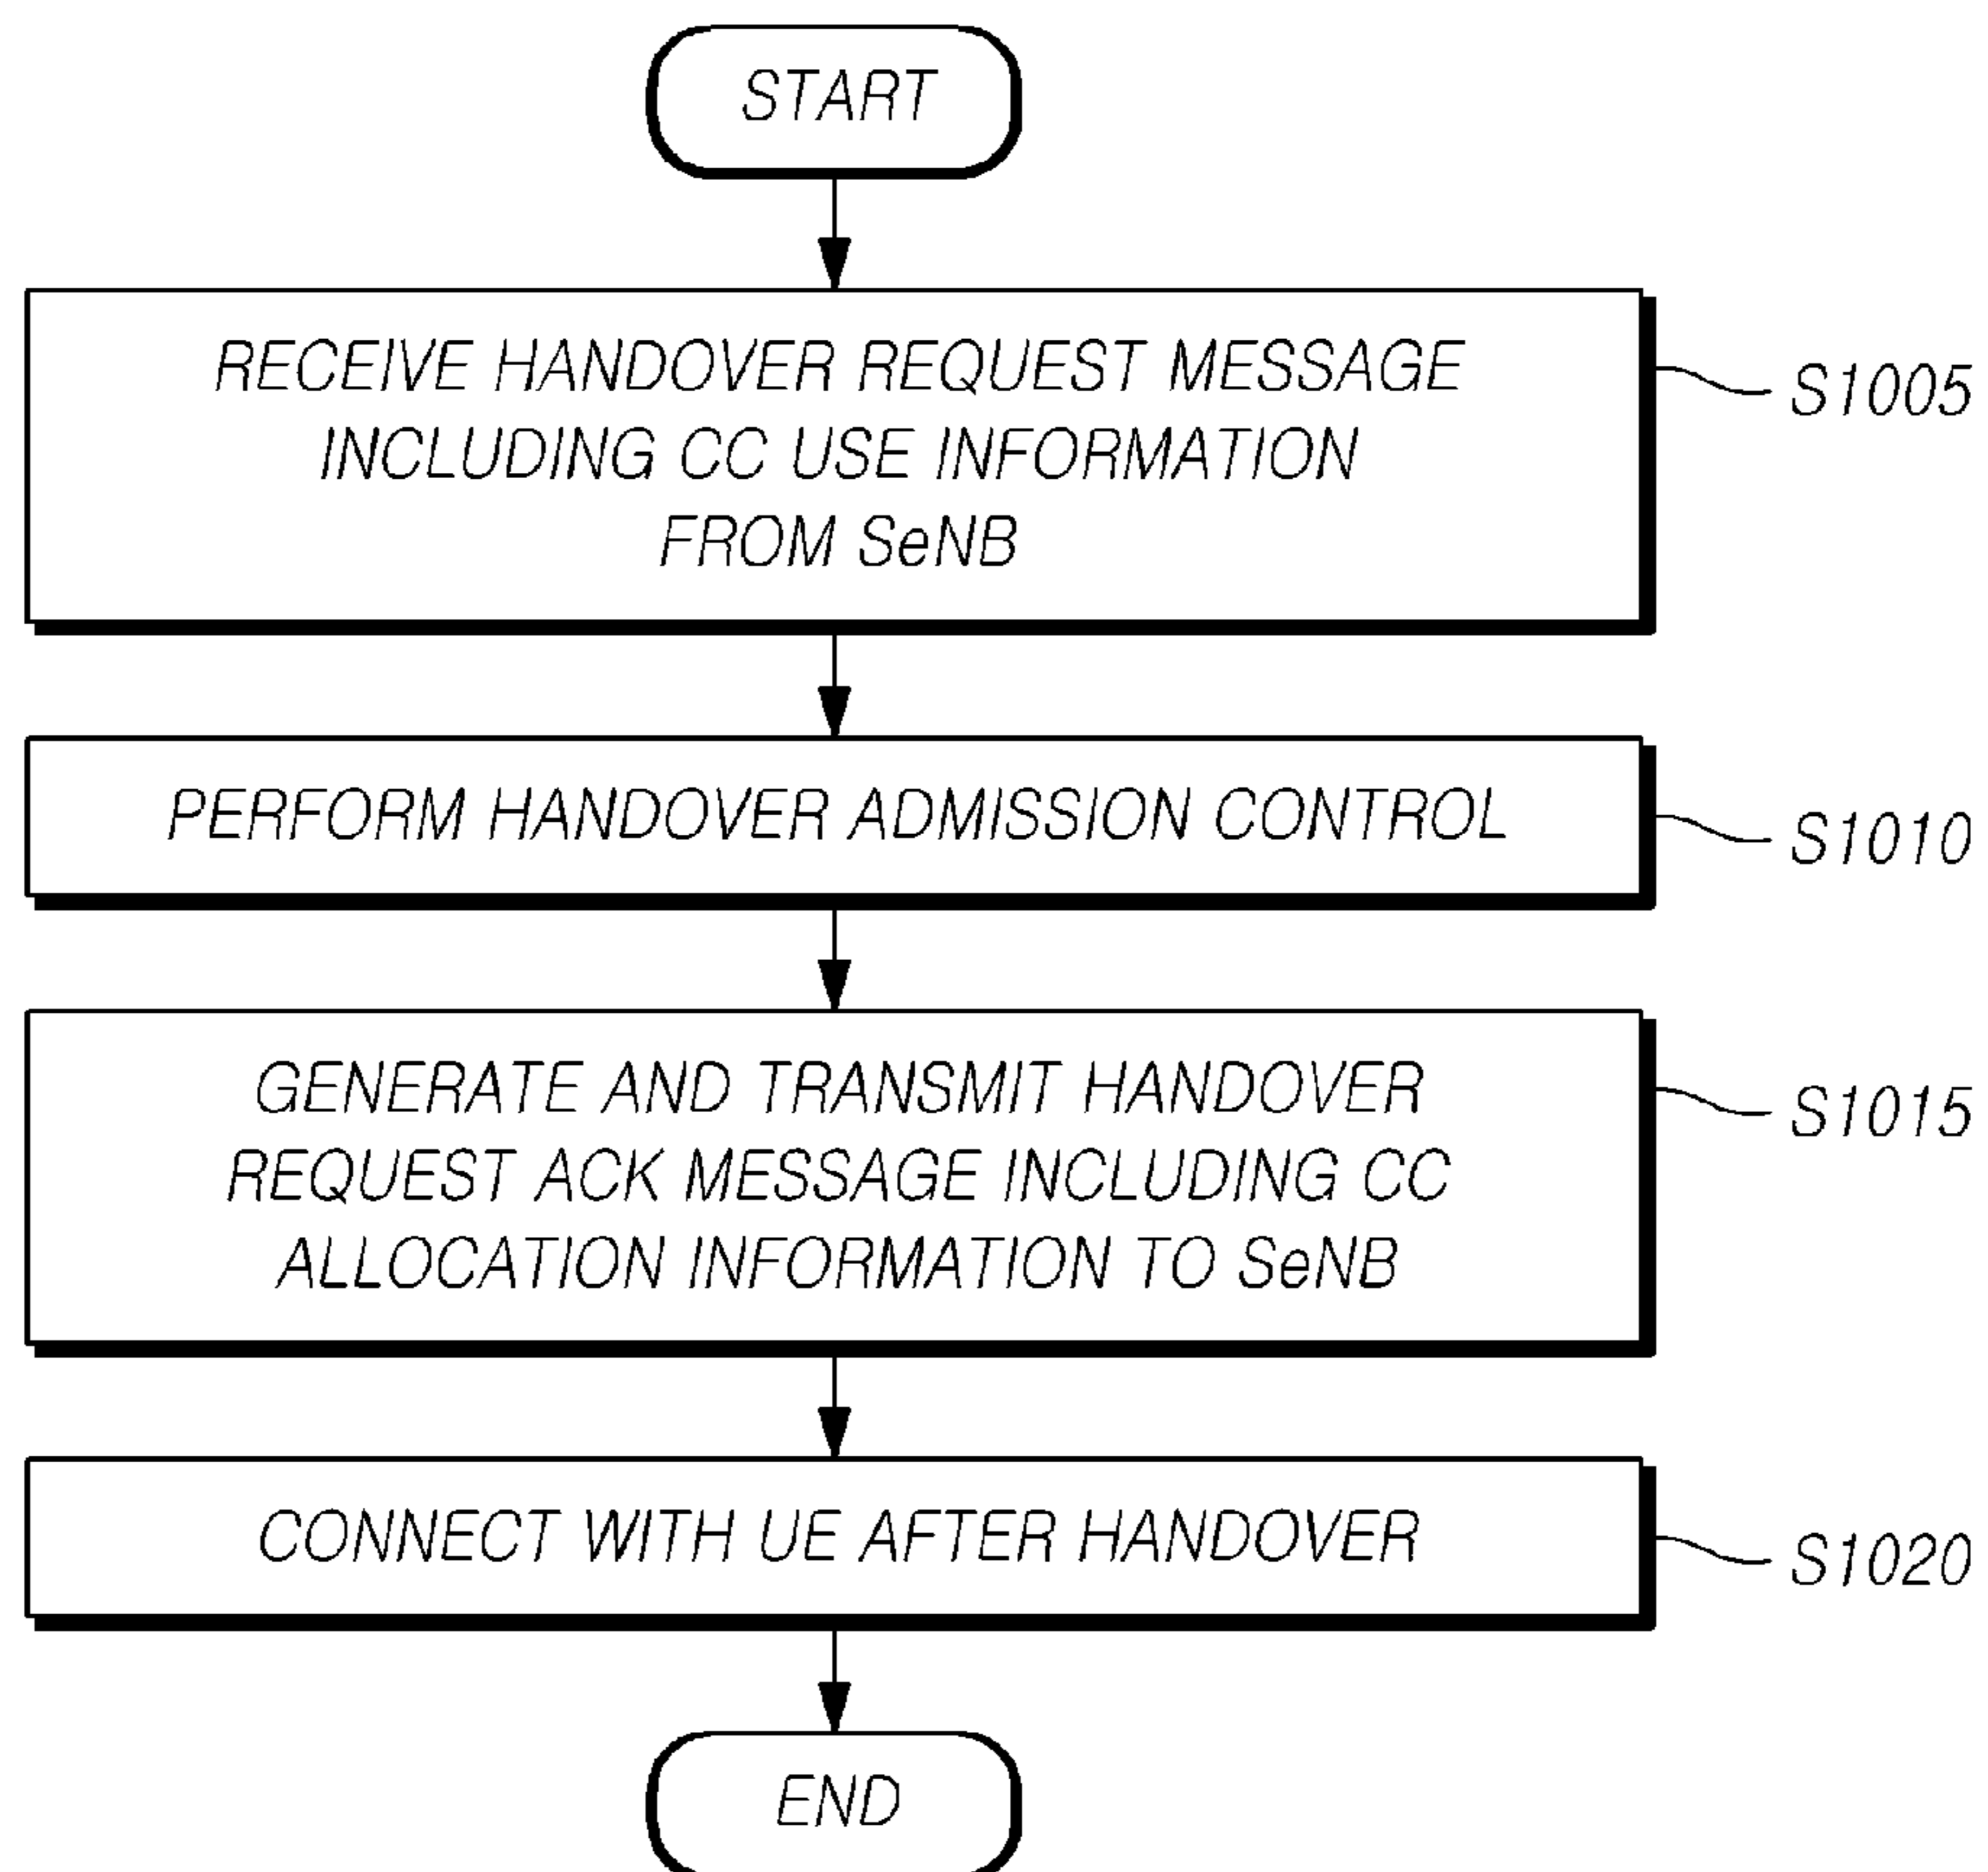 START
RECEIVE HANDOVER REQUEST MESSAGE
INCLUDING CC USE INFORMATION
FROM SeNB
S1005
PERFORM HANDOVER ADMISSION CONTROL
S1010
GENERATE AND TRANSMIT HANDOVER
REQUEST ACK MESSAGE INCLUDING CC
ALLOCATION INFORMATION TO SeNB
S1015
CONNECT WITH UE AFTER HANDOVER
S1020
END